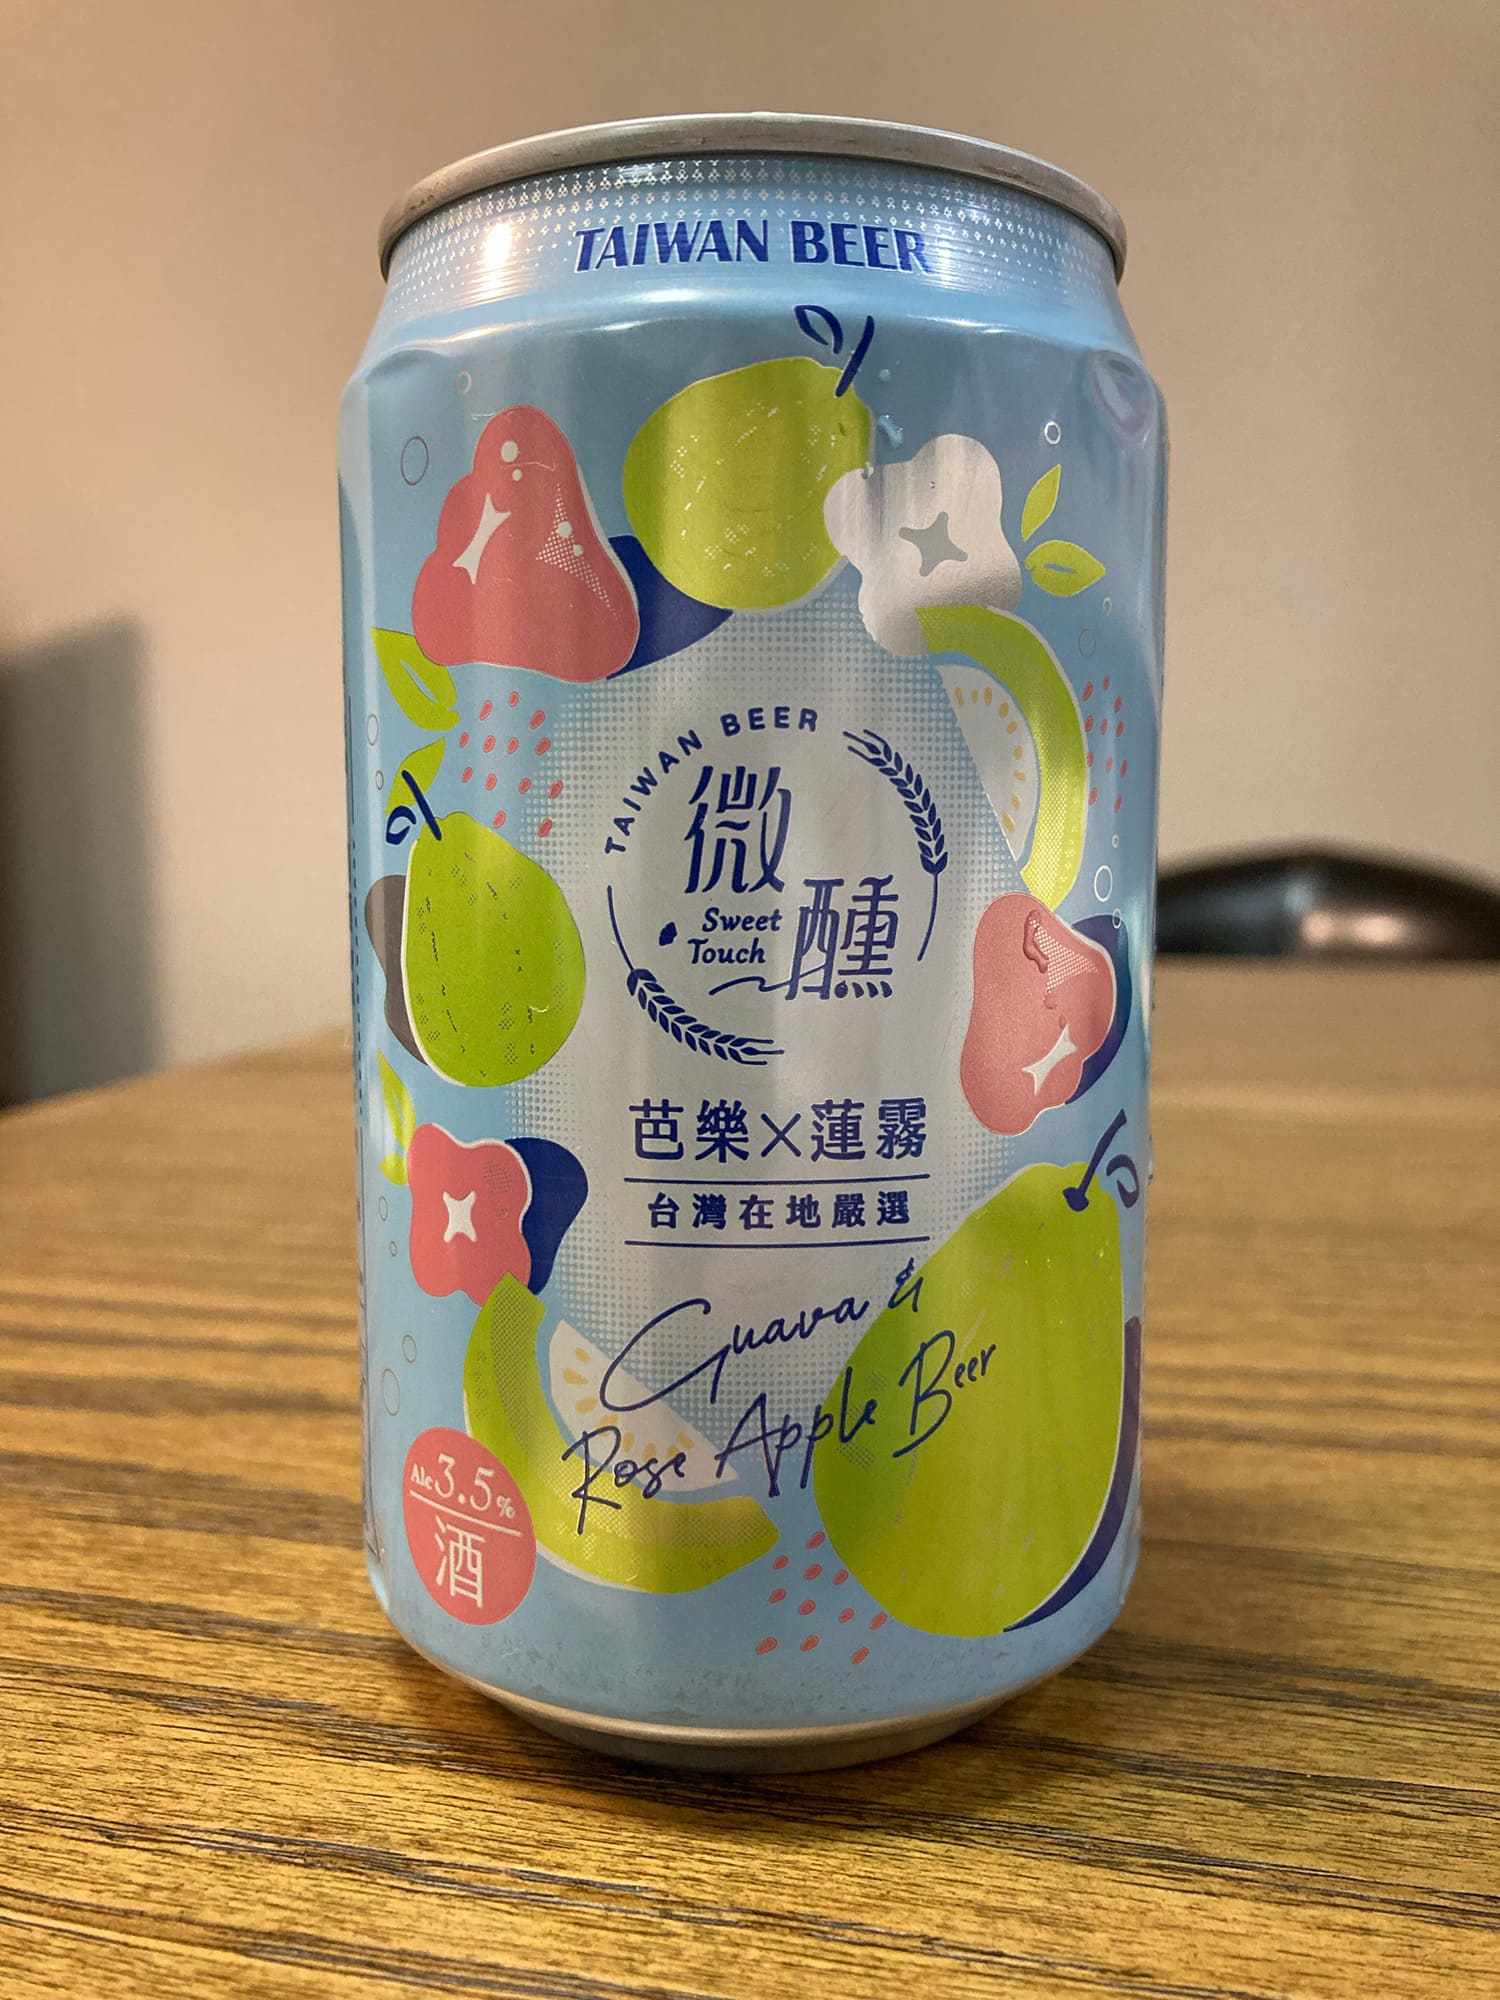 TAIWAN BEER
TAIWAN BEER
微醺
Sweet
Touch
芭樂×蓮霧
台灣在地嚴選
Guava &
Rose Apple Beer
Alc 3.5%
酒